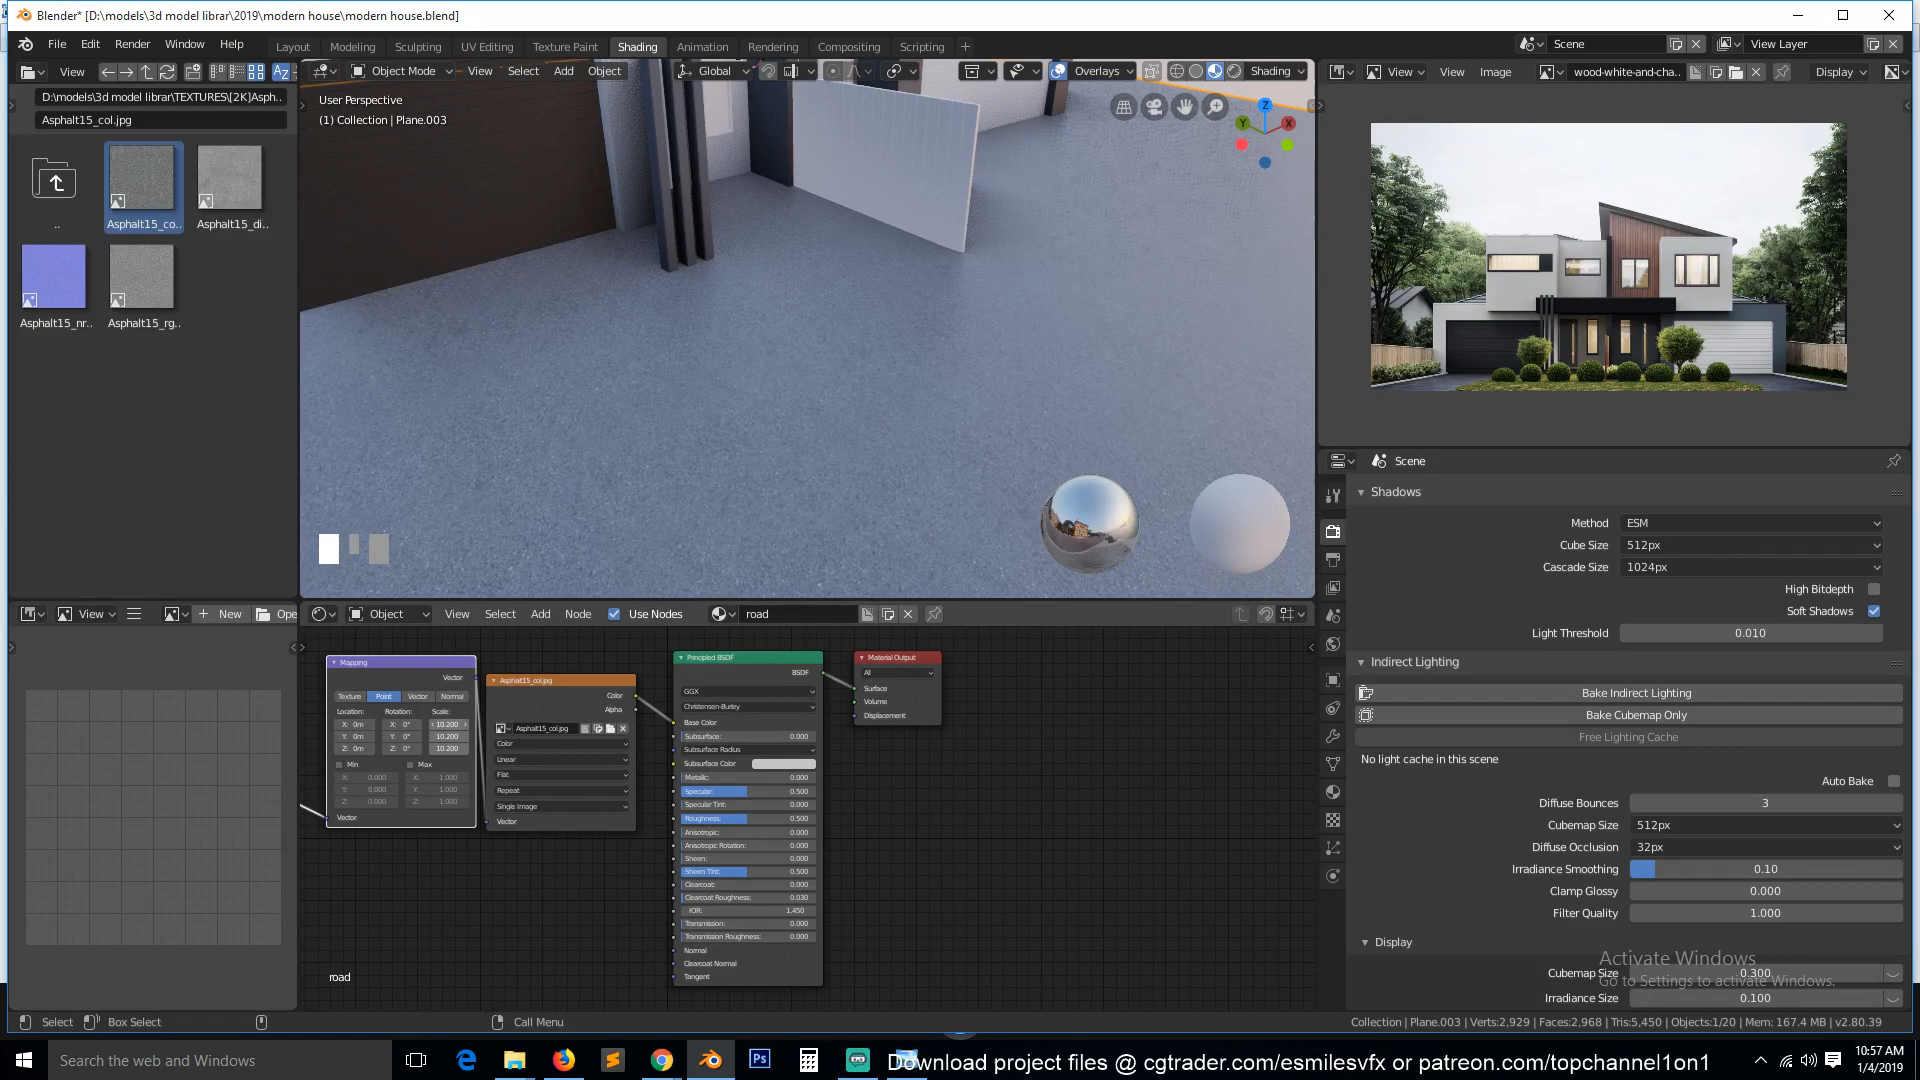 Blender* [D:\models\3d model librar\2019\modern house\modern house.blend]
File Edit Render Window Help
Layout Modeling Sculpting UV Editing Texture Paint Shading Animation Rendering Compositing Scripting +
Scene
View Layer
View
Object Mode View Select Add Object
Global
Overlays
Shading
View View Image
wood-white-and-cha..
Display
D:\models\3d model librar\TEXTURES\[2K]Asph..
Asphalt15_col.jpg
User Perspective
(1) Collection | Plane.003
Z
Y
X
..
Asphalt15_co..
Asphalt15_di..
Asphalt15_nr..
Asphalt15_rg..
Scene
Shadows
Method ESM
Cube Size 512px
Cascade Size 1024px
High Bitdepth
Soft Shadows
Light Threshold 0.010
Indirect Lighting
Bake Indirect Lighting
Bake Cubemap Only
Free Lighting Cache
No light cache in this scene
Auto Bake
Diffuse Bounces 3
Cubemap Size 512px
Diffuse Occlusion 32px
Irradiance Smoothing 0.10
Clamp Glossy 0.000
Filter Quality 1.000
Display
Cubemap Size 0.300
Irradiance Size 0.100
Activate Windows
Go to Settings to activate Windows.
View
New
Ope
Object View Select Add Node Use Nodes road
Mapping
Vector
Texture Point Vector Normal
Location: Rotation: Scale:
X: 0m X: 0° 10.200
Y: 0m Y: 0° 10.200
Z: 0m Z: 0° 10.200
Min Max
X: 0.000 X: 1.000
Y: 0.000 Y: 1.000
Z: 0.000 Z: 1.000
Vector
Asphalt15_col.jpg
Color
Alpha
Asphalt15_col.jpg
Color
Linear
Flat
Repeat
Single Image
Vector
Principled BSDF
BSDF
GGX
Christensen-Burley
Base Color
Subsurface: 0.000
Subsurface Radius
Subsurface Color
Metallic: 0.000
Specular: 0.500
Specular Tint: 0.000
Roughness: 0.500
Anisotropic: 0.000
Anisotropic Rotation: 0.000
Sheen: 0.000
Sheen Tint: 0.500
Clearcoat: 0.000
Clearcoat Roughness: 0.030
IOR: 1.450
Transmission: 0.000
Transmission Roughness: 0.000
Normal
Clearcoat Normal
Tangent
Material Output
All
Surface
Volume
Displacement
road
Select Box Select Call Menu
Collection | Plane.003 | Verts:2,929 | Faces:2,968 | Tris:5,450 | Objects:1/20 | Mem: 167.4 MB | v2.80.39
Search the web and Windows
Download project files @ cgtrader.com/esmilesvfx or patreon.com/topchannel1on1
10:57 AM
1/4/2019